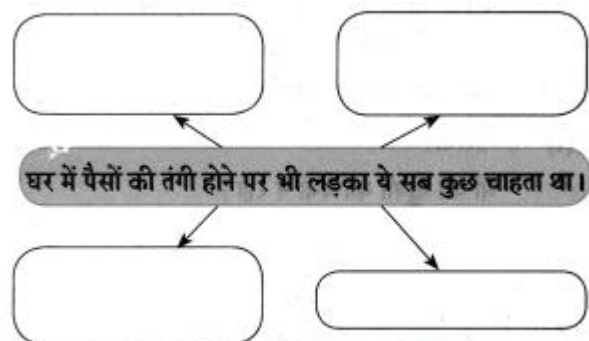 घर में पैसों की तंगी होने पर भी लड़का ये सब कुछ चाहता था।